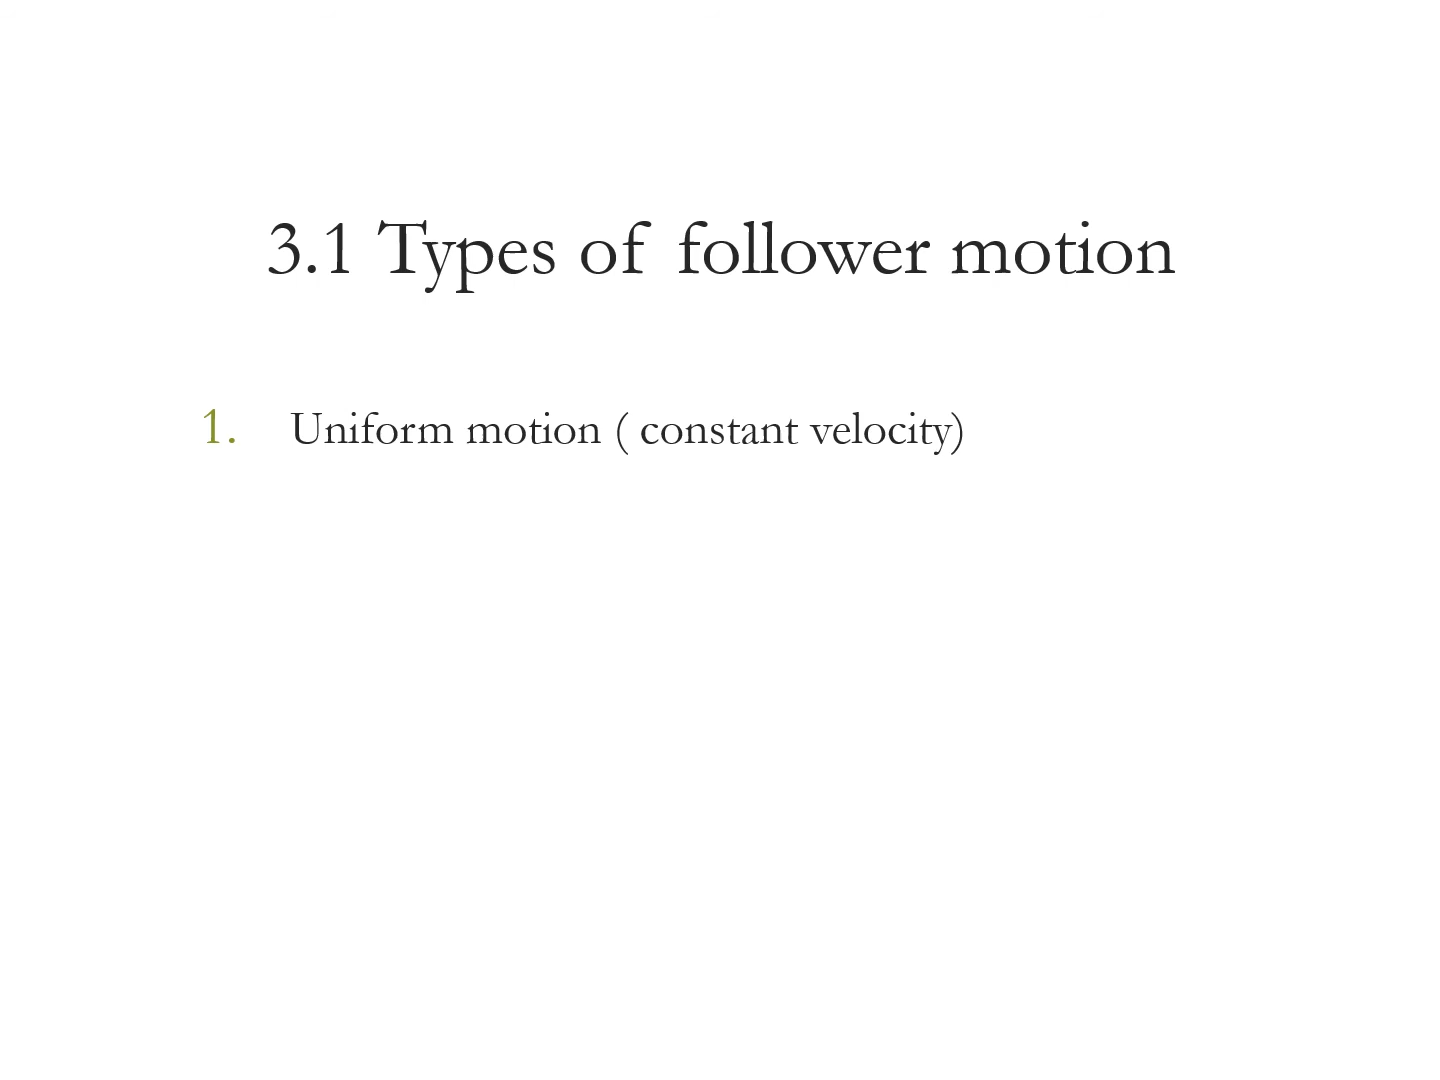 3.1 Types of follower motion
1. Uniform motion ( constant velocity)